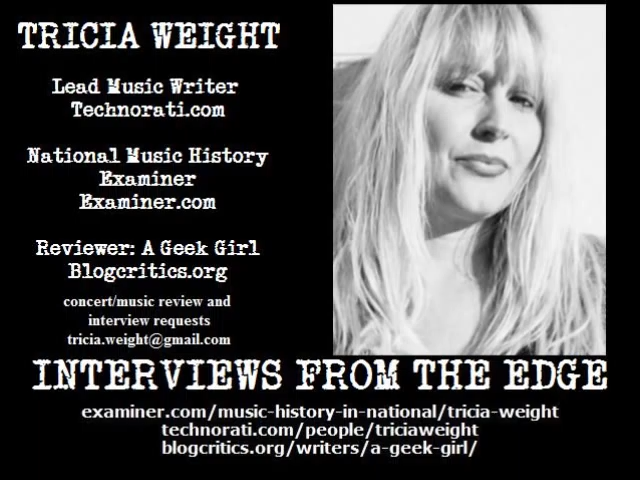 TRICIA WEIGHT
Lead Music Writer
Technorati.com
National Music History
Examiner
Examiner.com
Reviewer: A Geek Girl
Blogcritics.org
concert/music review and
interview requests
tricia.weight@gmail.com
INTERVIEWS FROM THE EDGE
examiner.com/music-history-in-national/tricia-weight
technorati.com/people/triciaweight
blogcritics.org/writers/a-geek-girl/